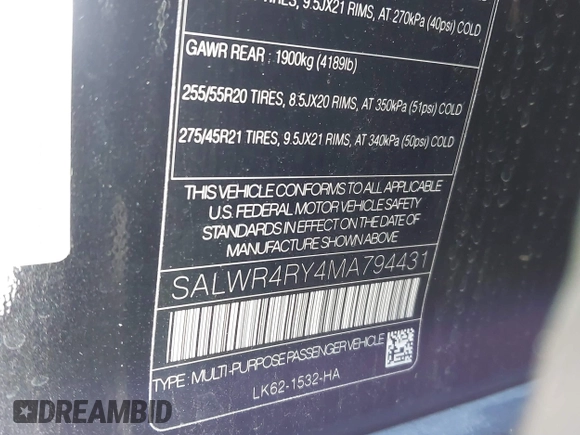 TIRES, 9.5JX21 RIMS, AT 270kPa (40psi) COLD
GAWR REAR : 1900kg (4189lb)
255/55R20 TIRES, 8.5JX20 RIMS, AT 350kPa (51psi) COLD
275/45R21 TIRES, 9.5JX21 RIMS, AT 340kPa (50psi) COLD
THIS VEHICLE CONFORMS TO ALL APPLICABLE
U.S. FEDERAL MOTOR VEHICLE SAFETY
STANDARDS IN EFFECT ON THE DATE OF
MANUFACTURE SHOWN ABOVE
SALWR4RY4MA794431
TYPE : MULTI-PURPOSE PASSENGER VEHICLE
LK62-1532-HA
DREAMBID